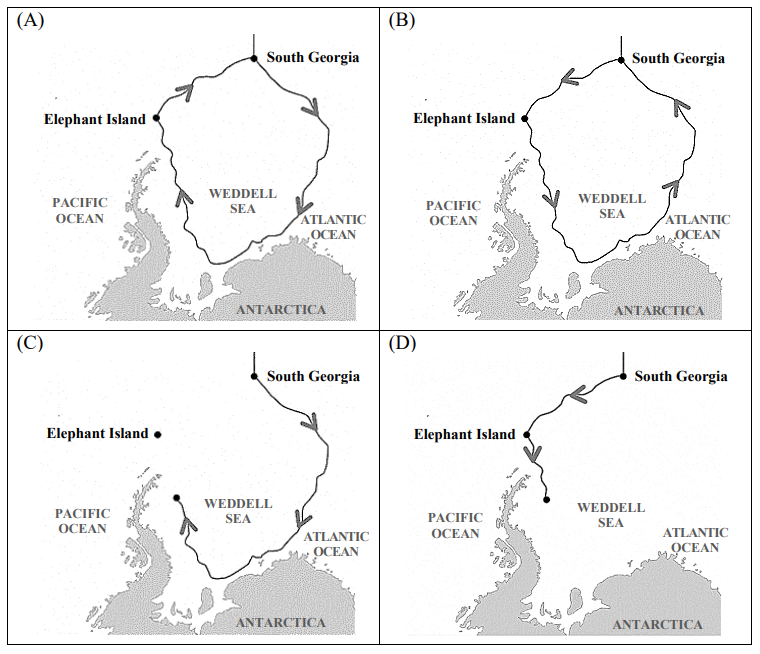 (A)
South Georgia
Elephant Island
PACIFIC
OCEAN
WEDDELL
SEA
ATLANTIC
OCEAN
ANTARCTICA
(B)
South Georgia
Elephant Island
PACIFIC
OCEAN
WEDDELL
SEA
ATLANTIC
OCEAN
ANTARCTICA
(C)
South Georgia
Elephant Island
PACIFIC
OCEAN
WEDDELL
SEA
ATLANTIC
OCEAN
ANTARCTICA
(D)
South Georgia
Elephant Island
PACIFIC
OCEAN
WEDDELL
SEA
ATLANTIC
OCEAN
ANTARCTICA